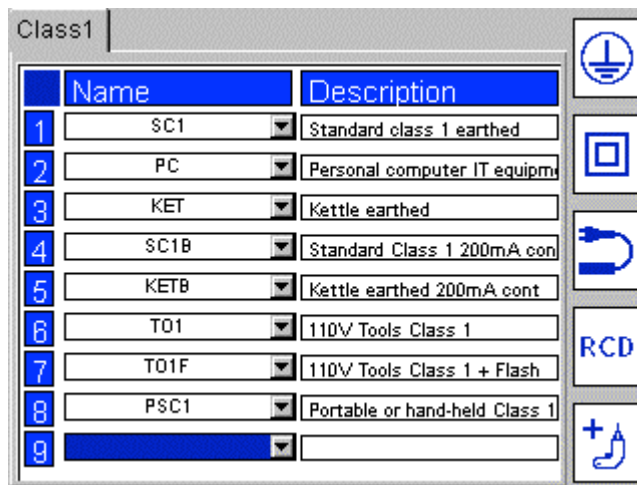 Class1
Name Description
1 SC1 Standard class 1 earthed
2 PC Personal computer IT equipm
3 KET Kettle earthed
4 SC1B Standard Class 1 200mA con
5 KETB Kettle earthed 200mA cont
6 TO1 110V Tools Class 1
7 TO1F 110V Tools Class 1 + Flash
8 PSC1 Portable or hand-held Class 1
9
RCD